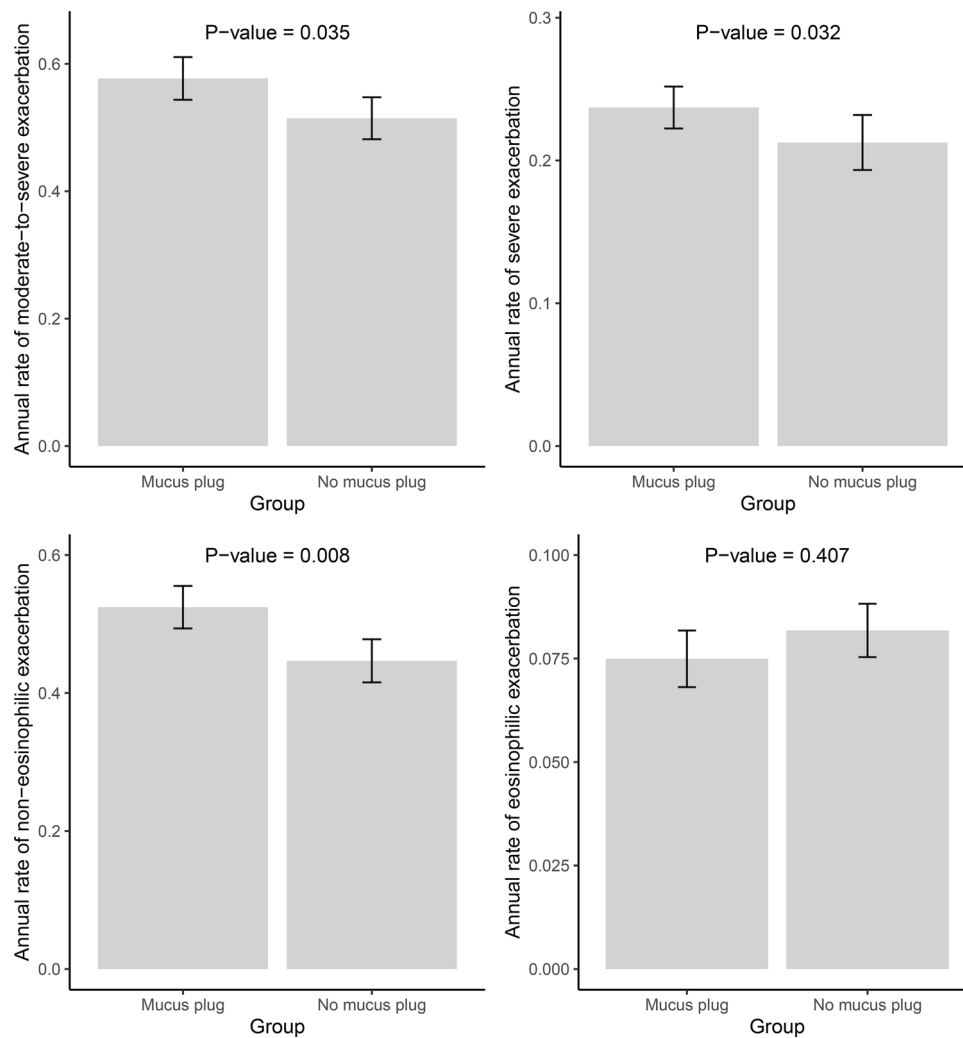 P−value = 0.035
Annual rate of moderate−to−severe exacerbation
0.6
0.4
0.2
0.0
Mucus plug
No mucus plug
Group
P−value = 0.032
Annual rate of severe exacerbation
0.3
0.2
0.1
0.0
Mucus plug
No mucus plug
Group
P−value = 0.008
Annual rate of non−eosinophilic exacerbation
0.6
0.4
0.2
0.0
Mucus plug
No mucus plug
Group
P−value = 0.407
Annual rate of eosinophilic exacerbation
0.100
0.075
0.050
0.025
0.000
Mucus plug
No mucus plug
Group